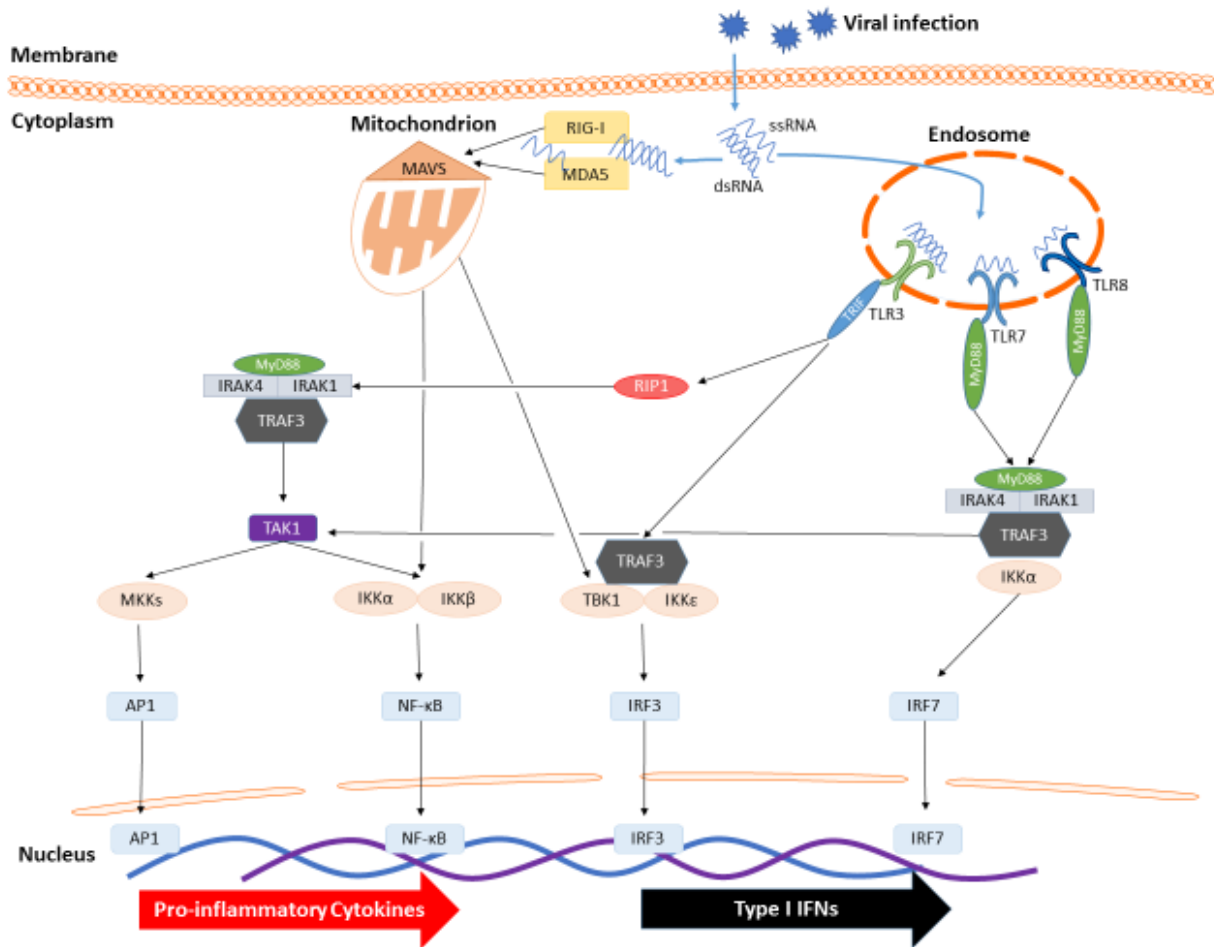 Viral infection
Membrane
Cytoplasm
Mitochondrion
RIG-I
ssRNA
Endosome
MAVS
MDA5
dsRNA
TLR8
TRIF
TLR3
TLR7
MyD88
MyD88
MyD88
IRAK4
IRAK1
RIP1
TRAF3
MyD88
IRAK4
IRAK1
TAK1
TRAF3
TRAF3
IKKα
MKKs
IKKα
IKKβ
TBK1
IKKε
AP1
NF-κB
IRF3
IRF7
Nucleus
AP1
NF-κB
IRF3
IRF7
Pro-inflammatory Cytokines
Type I IFNs